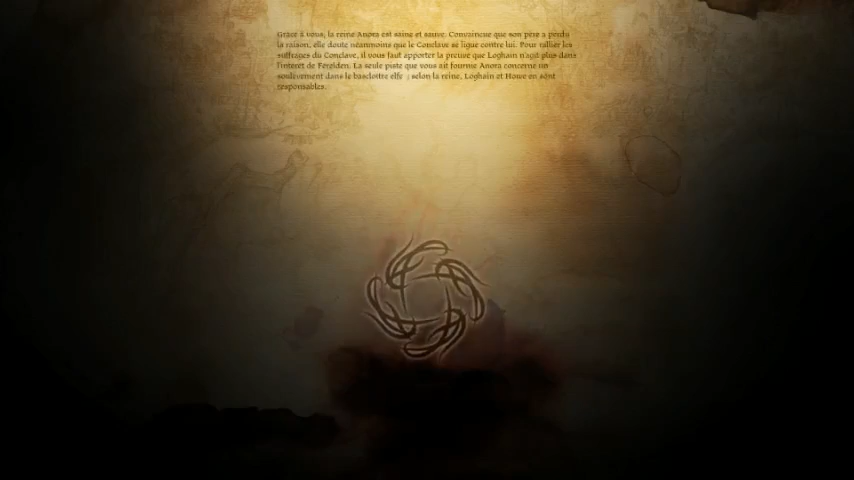 Grâce à vous, la reine Anora est saine et sauve. Convaincue que son père a perdu
la raison, elle doute néanmoins que le Conclave se ligue contre lui. Pour rallier les
suffrages du Conclave, il vous faut apporter la preuve que Loghain n'agit plus dans
l'intérêt de Ferelden. La seule piste que vous ait fournie Anora concerne un
soulèvement dans le bascloître elfe ; selon la reine, Loghain et Howe en sont
responsables.